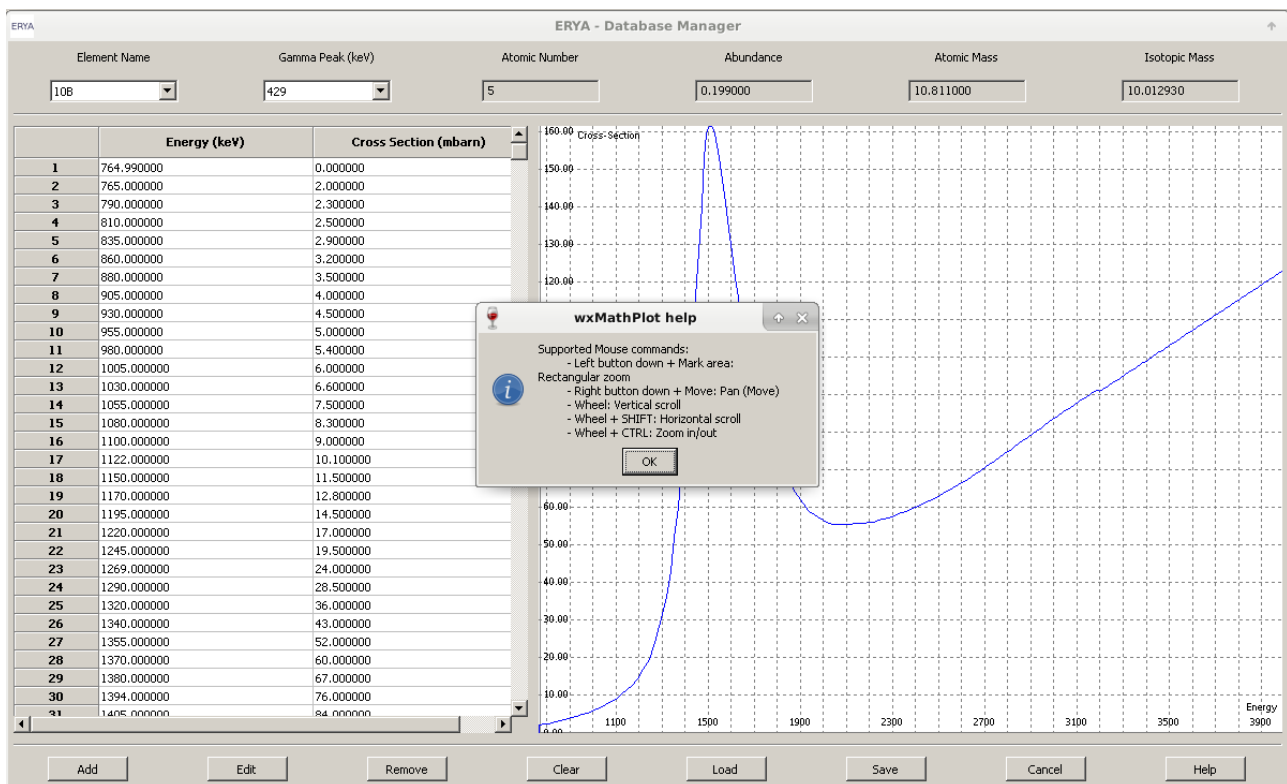 ERYA
ERYA - Database Manager
Element Name Gamma Peak (keV) Atomic Number Abundance Atomic Mass Isotopic Mass
10B 429 5 0.199000 10.811000 10.012930
Energy (keV) Cross Section (mbarn)
1 764.990000 0.000000
2 765.000000 2.000000
3 790.000000 2.300000
4 810.000000 2.500000
5 835.000000 2.900000
6 860.000000 3.200000
7 880.000000 3.500000
8 905.000000 4.000000
9 930.000000 4.500000
10 955.000000 5.000000
11 980.000000 5.400000
12 1005.000000 6.000000
13 1030.000000 6.600000
14 1055.000000 7.500000
15 1080.000000 8.300000
16 1100.000000 9.000000
17 1122.000000 10.100000
18 1150.000000 11.500000
19 1170.000000 12.800000
20 1195.000000 14.500000
21 1220.000000 17.000000
22 1245.000000 19.500000
23 1269.000000 24.000000
24 1290.000000 28.500000
25 1320.000000 36.000000
26 1340.000000 43.000000
27 1355.000000 52.000000
28 1370.000000 60.000000
29 1380.000000 67.000000
30 1394.000000 76.000000
31 1405.000000 84.000000
160.00 Cross-Section
150.00
140.00
130.00
120.00
60.00
50.00
40.00
30.00
20.00
10.00
0.00
1100 1500 1900 2300 2700 3100 3500 3900
Energy
wxMathPlot help
Supported Mouse commands:
- Left button down + Mark area:
Rectangular zoom
- Right button down + Move: Pan (Move)
- Wheel: Vertical scroll
- Wheel + SHIFT: Horizontal scroll
- Wheel + CTRL: Zoom in/out
OK
Add Edit Remove Clear Load Save Cancel Help